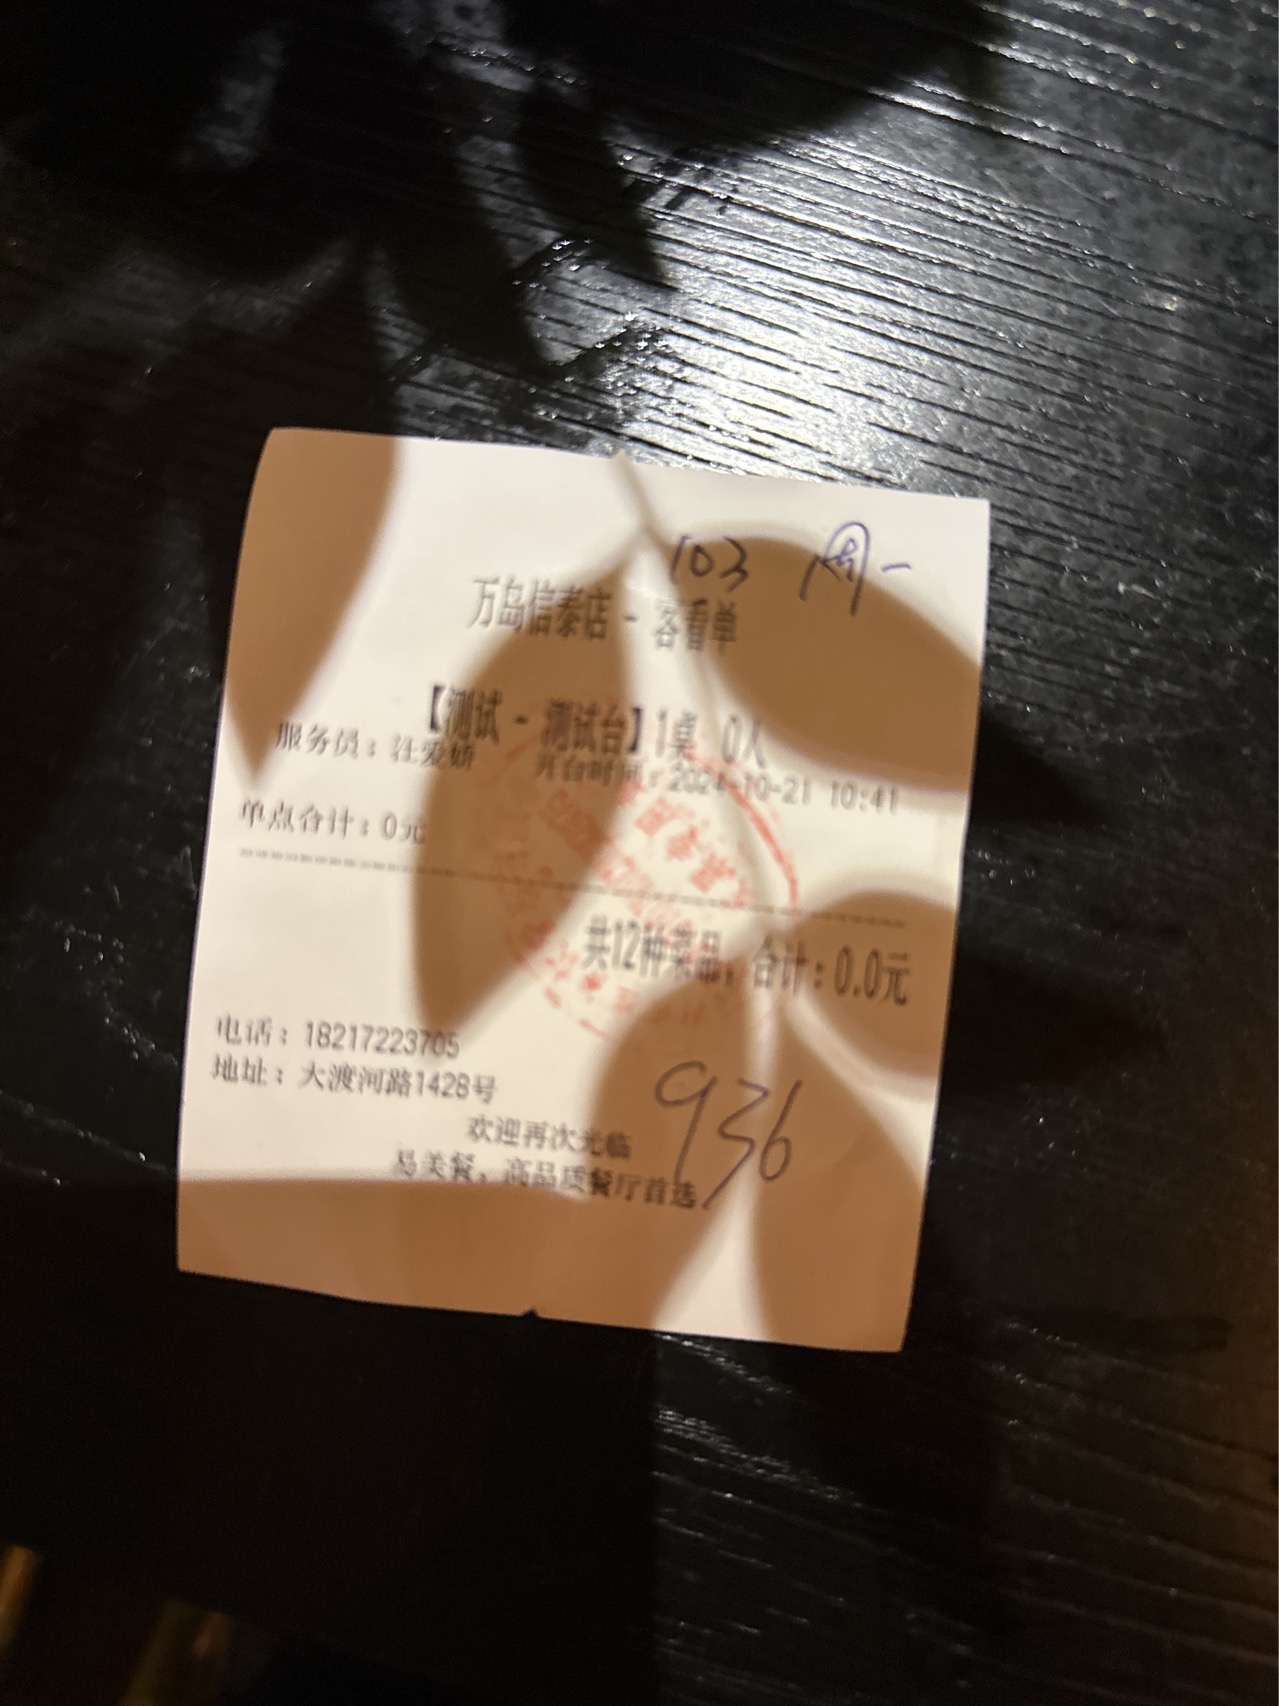 103 周一
万岛信泰店 - 客看单
【测试 - 测试台】1桌 0人
服务员：汪爱娇 开台时间：2024-10-21 10:41
单点合计：0元
共12种菜品，合计：0.0元
电话：18217223705
地址：大渡河路1428号
936
欢迎再次光临
易美餐，高品质餐厅首选